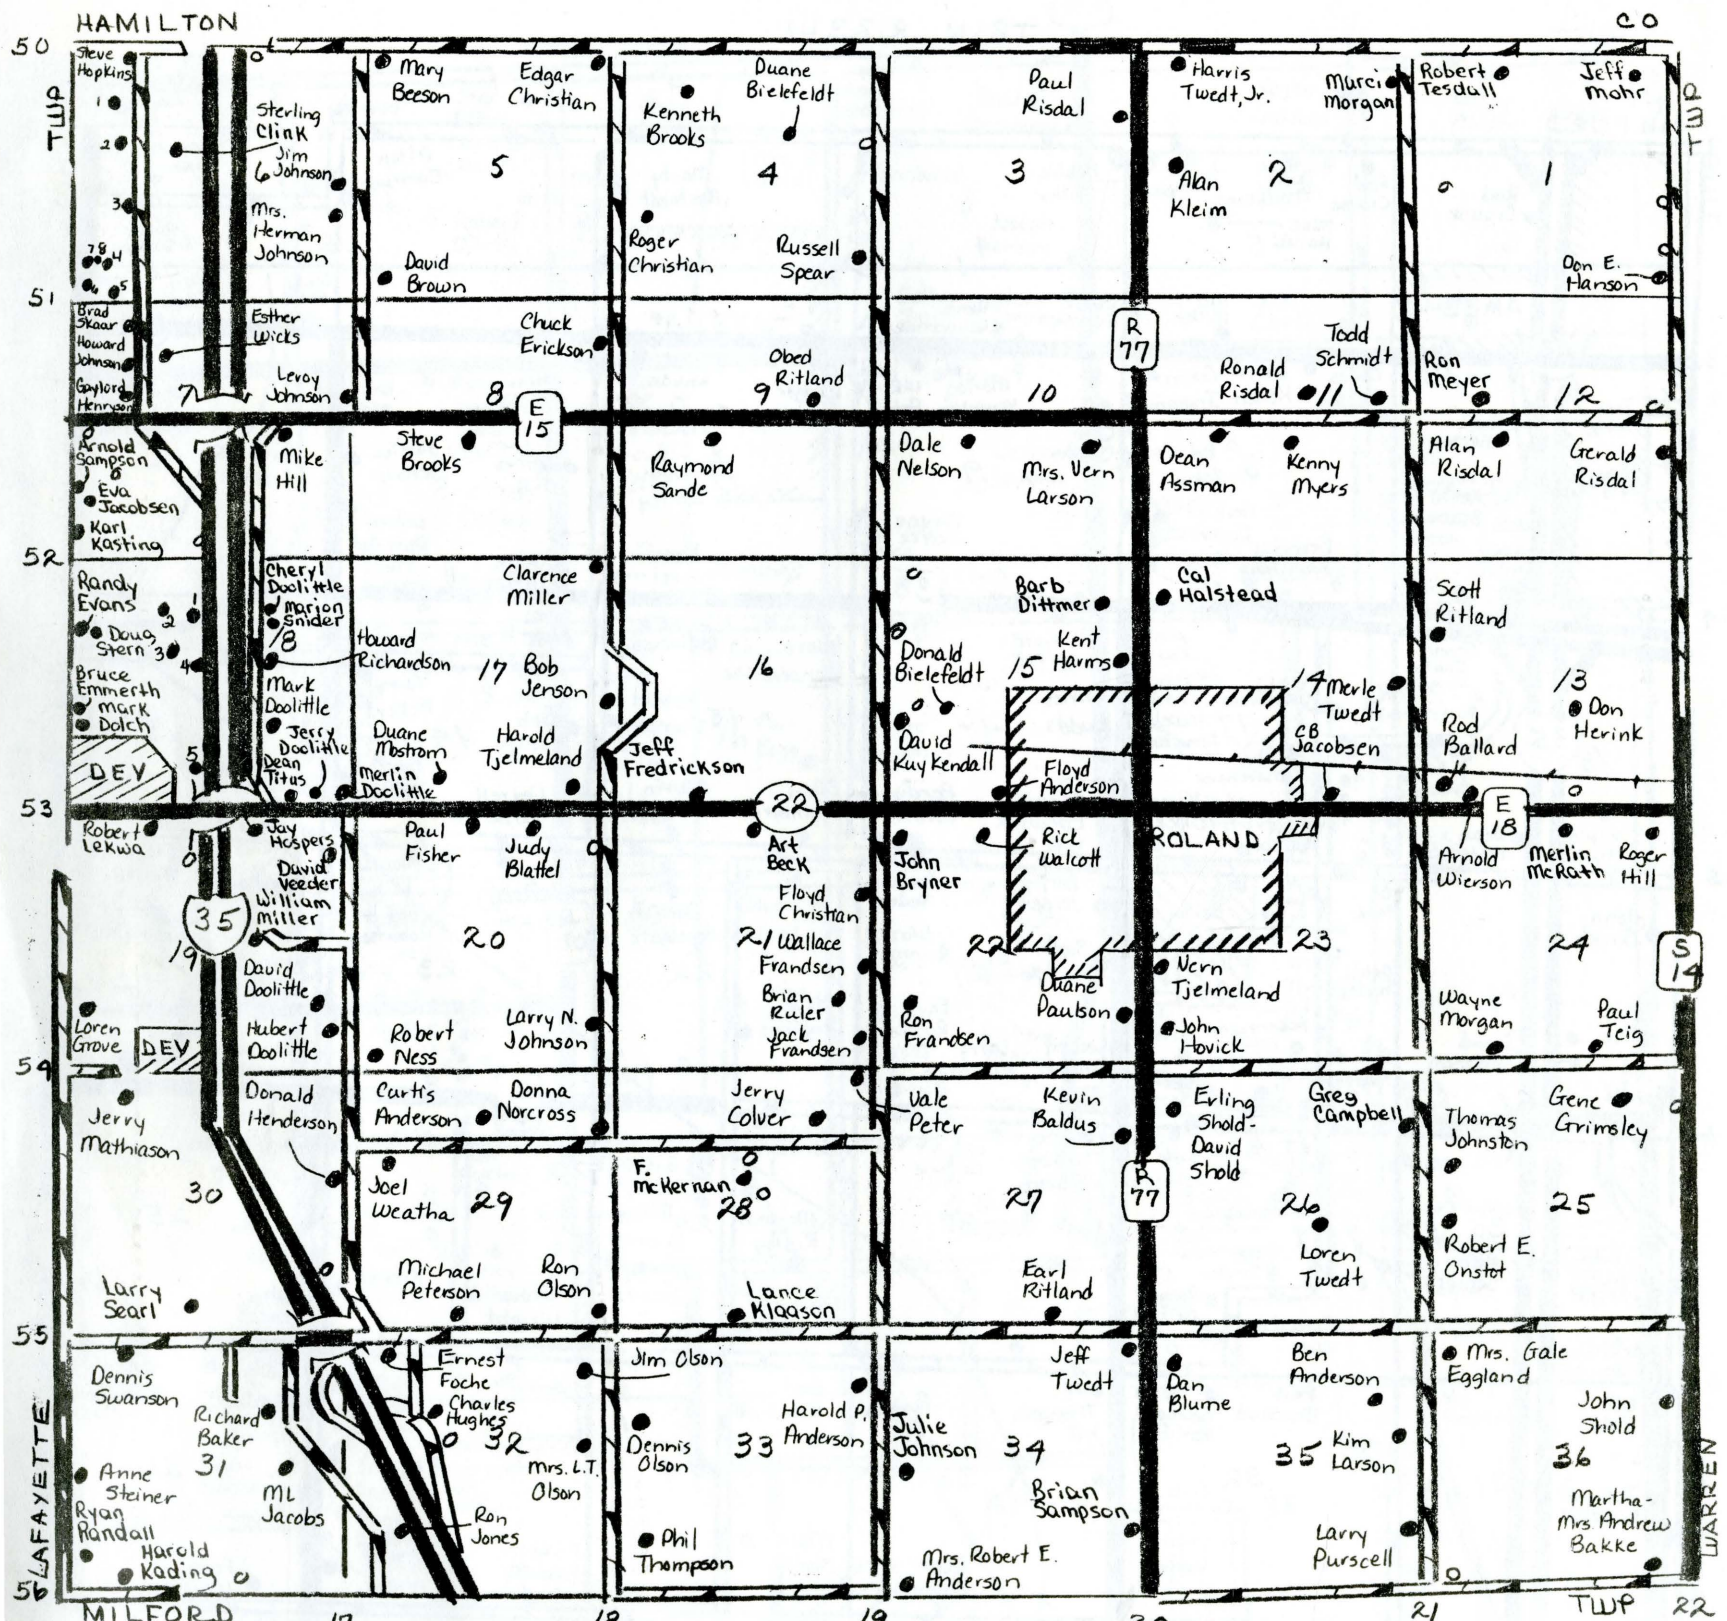 HAMILTON
CO
50
TWP
TWP
Steve
Hopkins
1
2
3
7 8
4
6
5
Sterling
Clink
Jim
Johnson
6
Mrs.
Herman
Johnson
Mary
Beeson
Edgar
Christian
5
David
Brown
Kenneth
Brooks
Duane
Bielefeldt
4
Roger
Christian
Russell
Spear
Paul
Risdal
3
Harris
Twedt, Jr.
Murci
Morgan
Alan
Kleim
2
Robert
Tesdall
Jeff
Mohr
1
Don E.
Hanson
51
Brad
Skaar
Howard
Johnson
Gaylord
Henryson
Esther
Wicks
Leroy
Johnson
7
Chuck
Erickson
8
E
15
Obed
Ritland
9
10
R
77
Ronald
Risdal
Todd
Schmidt
11
Ron
Meyer
12
Arnold
Sampson
Eva
Jacobsen
Karl
Kasting
Mike
Hill
Steve
Brooks
Raymond
Sande
Dale
Nelson
Mrs. Vern
Larson
Dean
Assman
Kenny
Myers
Alan
Risdal
Gerald
Risdal
52
Randy
Evans
Doug
Stern
Bruce
Emmerth
Mark
Dolch
DEV
1
2
3
4
5
Cheryl
Doolittle
Marion
Snider
18
Howard
Richardson
Mark
Doolittle
Jerry
Doolittle
Dean
Titus
Merlin
Doolittle
Duane
Mostrom
Clarence
Miller
17
Bob
Jenson
Harold
Tjelmeland
16
Jeff
Fredrickson
Donald
Bielefeldt
David
Kuykendall
Barb
Dittmer
Kent
Harms
15
Floyd
Anderson
Cal
Halstead
14
Merle
Twedt
CB
Jacobsen
Scott
Ritland
13
Don
Herink
Rod
Ballard
53
22
E
18
Robert
Lekwa
Jay
Hospers
David
Veeder
William
Miller
35
19
David
Doolittle
Hubert
Doolittle
Loren
Grove
DEV
Paul
Fisher
Judy
Blattel
20
Robert
Ness
Larry N.
Johnson
Art
Beck
Floyd
Christian
21
Wallace
Frandsen
Brian
Ruler
Jack
Frandsen
John
Bryner
Rick
Walcott
ROLAND
22
Ron
Frandsen
Duane
Paulson
Vern
Tjelmeland
23
John
Hovick
Arnold
Wierson
Merlin
McRath
Roger
Hill
24
S
14
Wayne
Morgan
Paul
Teig
54
Jerry
Mathiason
Donald
Henderson
30
Larry
Searl
Curtis
Anderson
Donna
Norcross
Joel
Weatha
29
Michael
Peterson
Ron
Olson
Jerry
Colver
F.
McKernan
28
Lance
Klaason
Vale
Peter
Kevin
Baldus
27
Earl
Ritland
R
77
Erling
Shold-
David
Shold
Greg
Campbell
26
Loren
Twedt
Thomas
Johnston
Gene
Grimsley
25
Robert E.
Onstot
55
Dennis
Swanson
Richard
Baker
31
Anne
Steiner
Ryan
Randall
Harold
Kading
ML
Jacobs
Ernest
Foche
Charles
Hughes
32
Mrs. L.T.
Olson
Ron
Jones
Jim Olson
Dennis
Olson
33
Harold P.
Anderson
Phil
Thompson
Jeff
Twedt
Julie
Johnson
34
Brian
Sampson
Mrs. Robert E.
Anderson
Dan
Blume
Ben
Anderson
35
Kim
Larson
Larry
Purscell
Mrs. Gale
Eggland
John
Shold
36
Martha-
Mrs. Andrew
Bakke
LAFAYETTE
WARREN
56
MILFORD
17
18
19
20
21
TWP
22